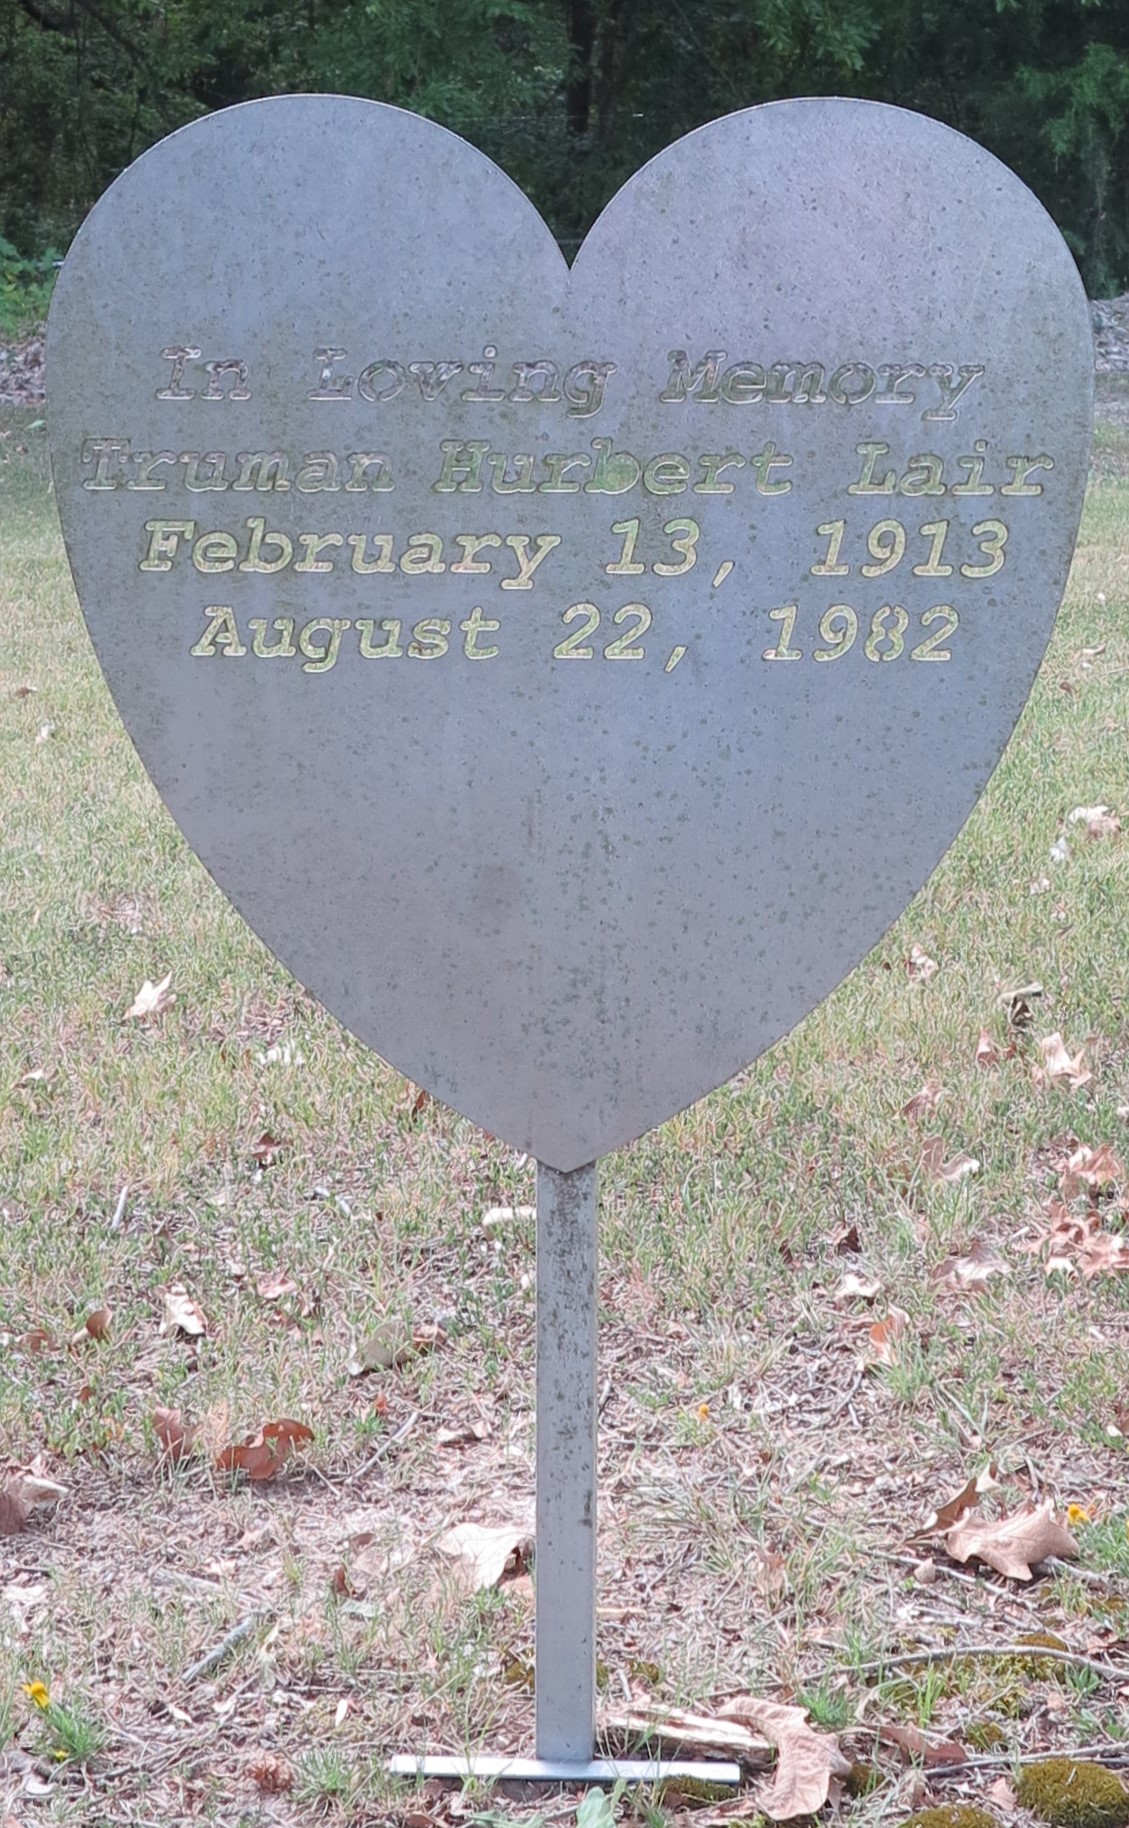 In Loving Memory
Truman Hurbert Lair
February 13, 1913
August 22, 1982